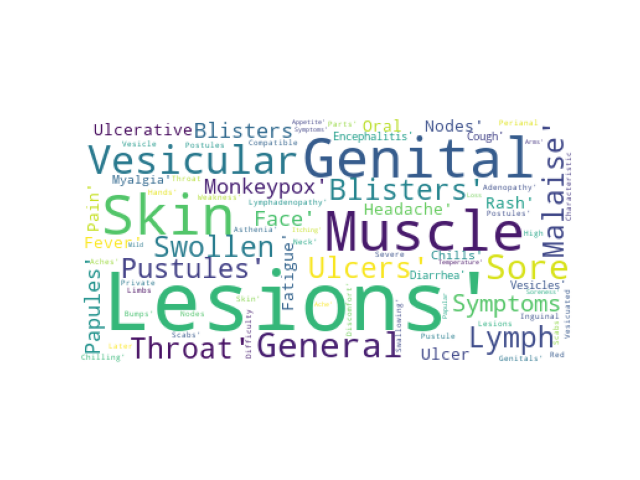 Appetite' Parts' Oral Nodes' Perianal
Ulcerative Blisters Symptoms' Encephalitis' Cough' Arms'
Vesicle Postules Compatible
Vesicular Genital Malaise'
Myalgia' Throat Monkeypox' Blisters' Loss Adenopathy' Characteristic
Pain' Hands' Weakness Lymphadenopathy' Rash'
Skin Face' Headache' Postules'
Asthenia' Itching' Muscle High
Fever' Mild Swollen Neck' Severe Chills'
Aches' Pustules' Fatigue' Ulcers' Temperature' Sore
Papules' Private Limbs Diarrhea' Vesicles'
Lesions' Skin' Discomfort' Papular Symptoms Soreness' Vesicuated
Bumps' Nodes Inguinal
Scabs' Difficulty Swallowing' Lesions Scabs
Later Throat' General Pustule Lymph
Chilling' Ulcer Genitals' Red